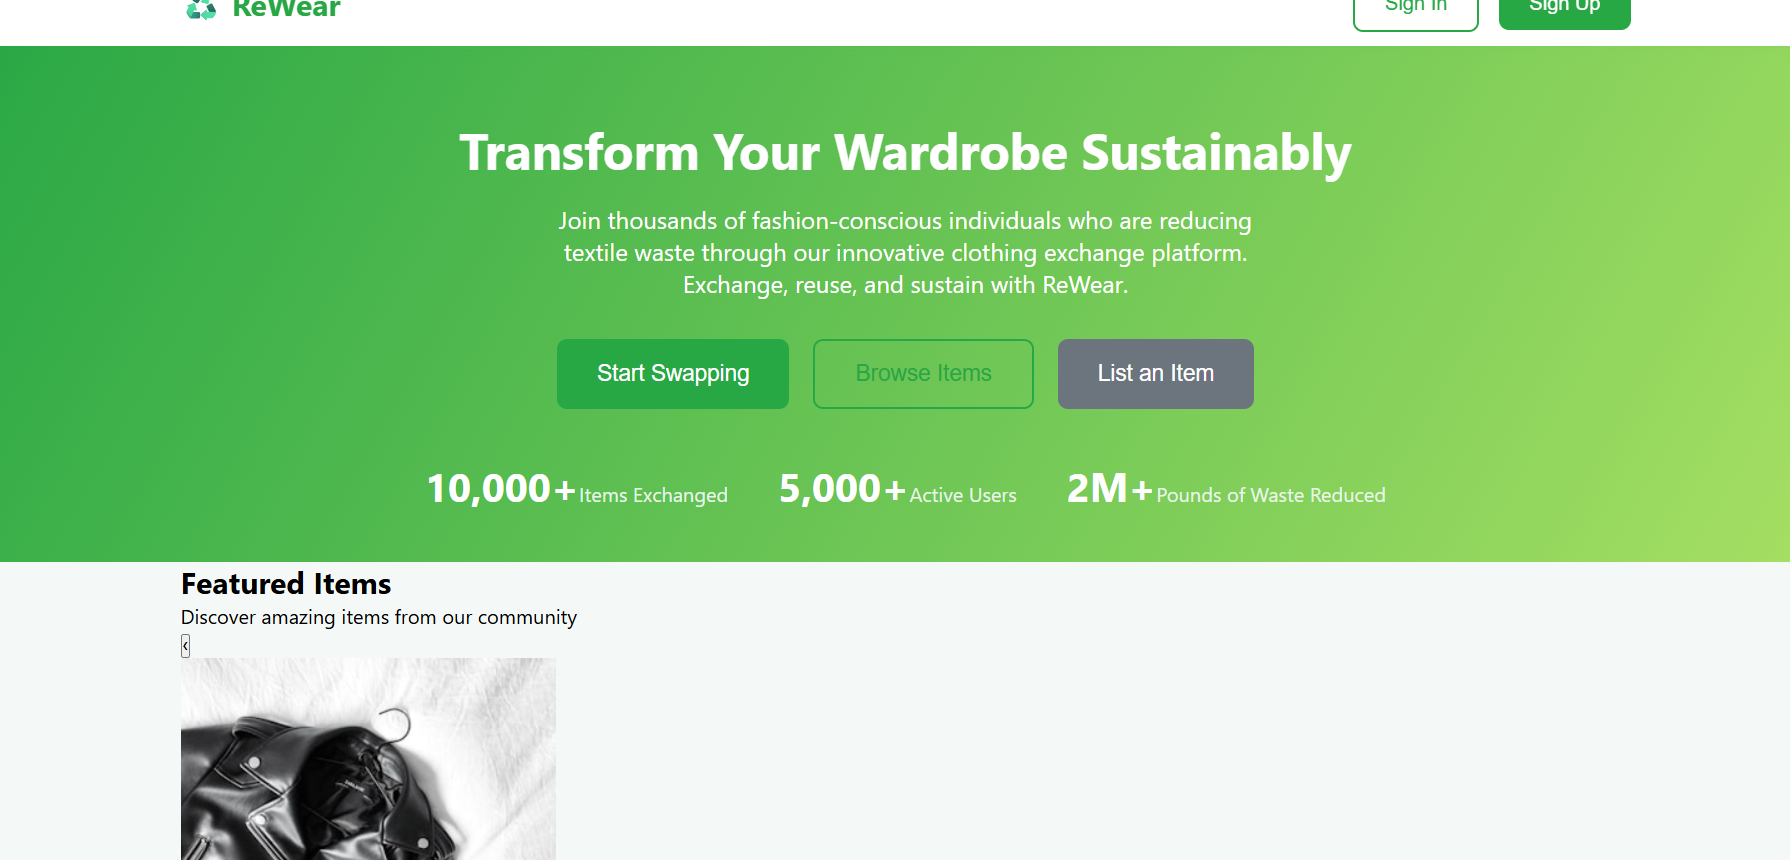 ReWear
Sign In
Sign Up
Transform Your Wardrobe Sustainably
Join thousands of fashion-conscious individuals who are reducing
textile waste through our innovative clothing exchange platform.
Exchange, reuse, and sustain with ReWear.
Start Swapping
Browse Items
List an Item
10,000+ Items Exchanged
5,000+ Active Users
2M+ Pounds of Waste Reduced
Featured Items
Discover amazing items from our community
‹